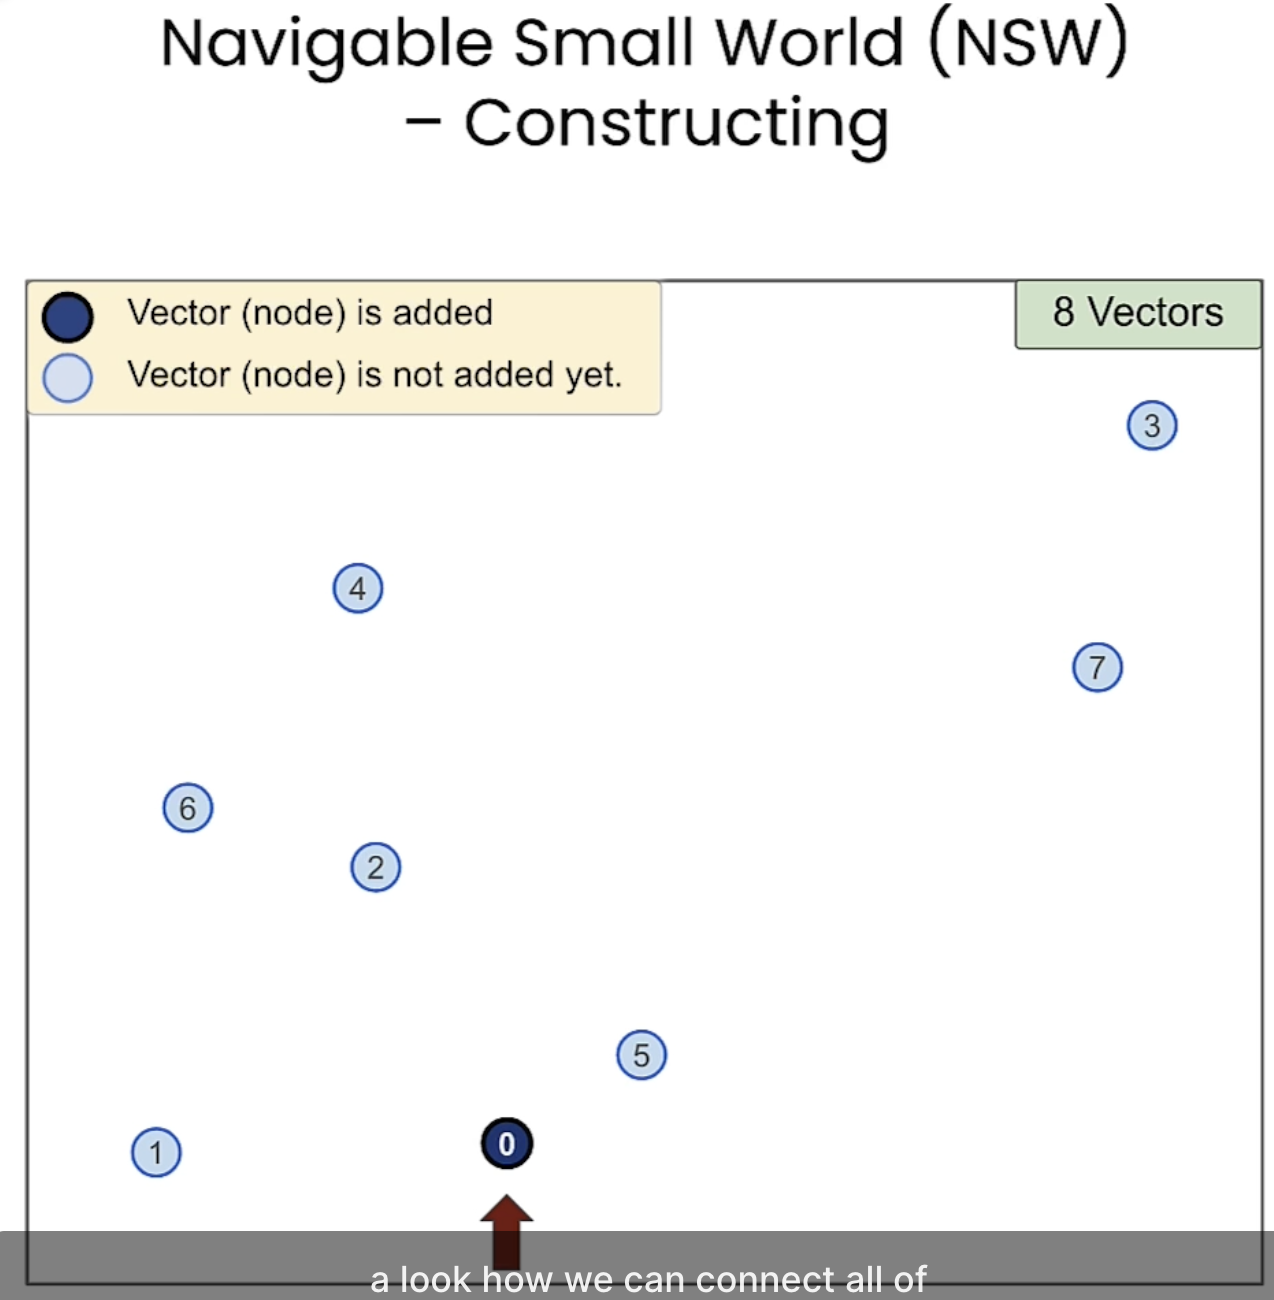 Navigable Small World (NSW)
– Constructing
Vector (node) is added
8 Vectors
Vector (node) is not added yet.
3
4
7
6
2
5
0
1
a look how we can connect all of